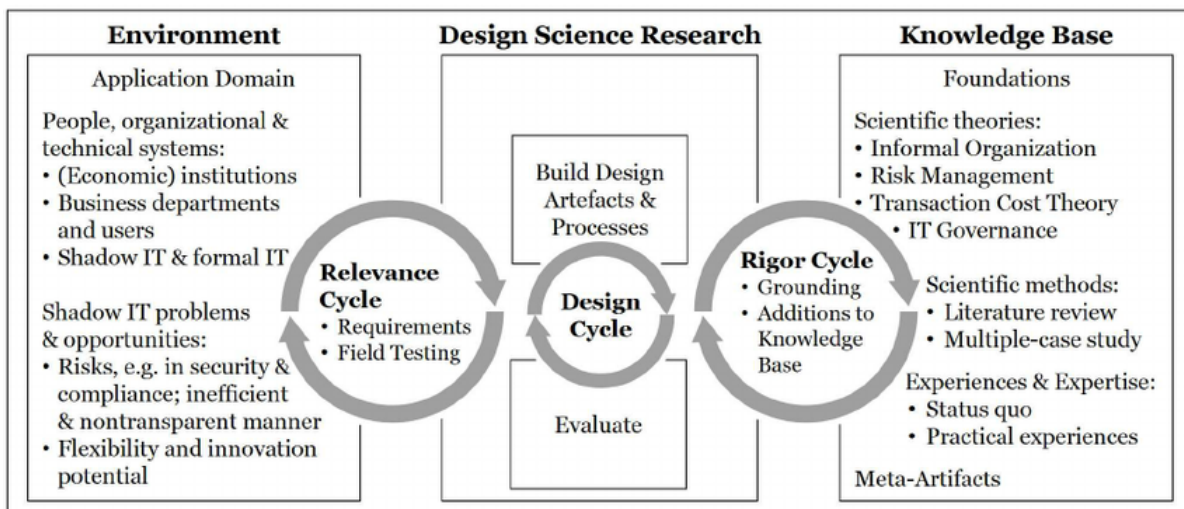 Environment
Application Domain
People, organizational &
technical systems:
• (Economic) institutions
• Business departments
and users
• Shadow IT & formal IT
Shadow IT problems
& opportunities:
• Risks, e.g. in security &
compliance; inefficient
& nontransparent manner
• Flexibility and innovation
potential
Relevance
Cycle
• Requirements
• Field Testing
Design Science Research
Build Design
Artefacts &
Processes
Design
Cycle
Evaluate
Rigor Cycle
• Grounding
• Additions to
Knowledge
Base
Knowledge Base
Foundations
Scientific theories:
• Informal Organization
• Risk Management
• Transaction Cost Theory
• IT Governance
Scientific methods:
• Literature review
• Multiple-case study
Experiences & Expertise:
• Status quo
• Practical experiences
Meta-Artifacts